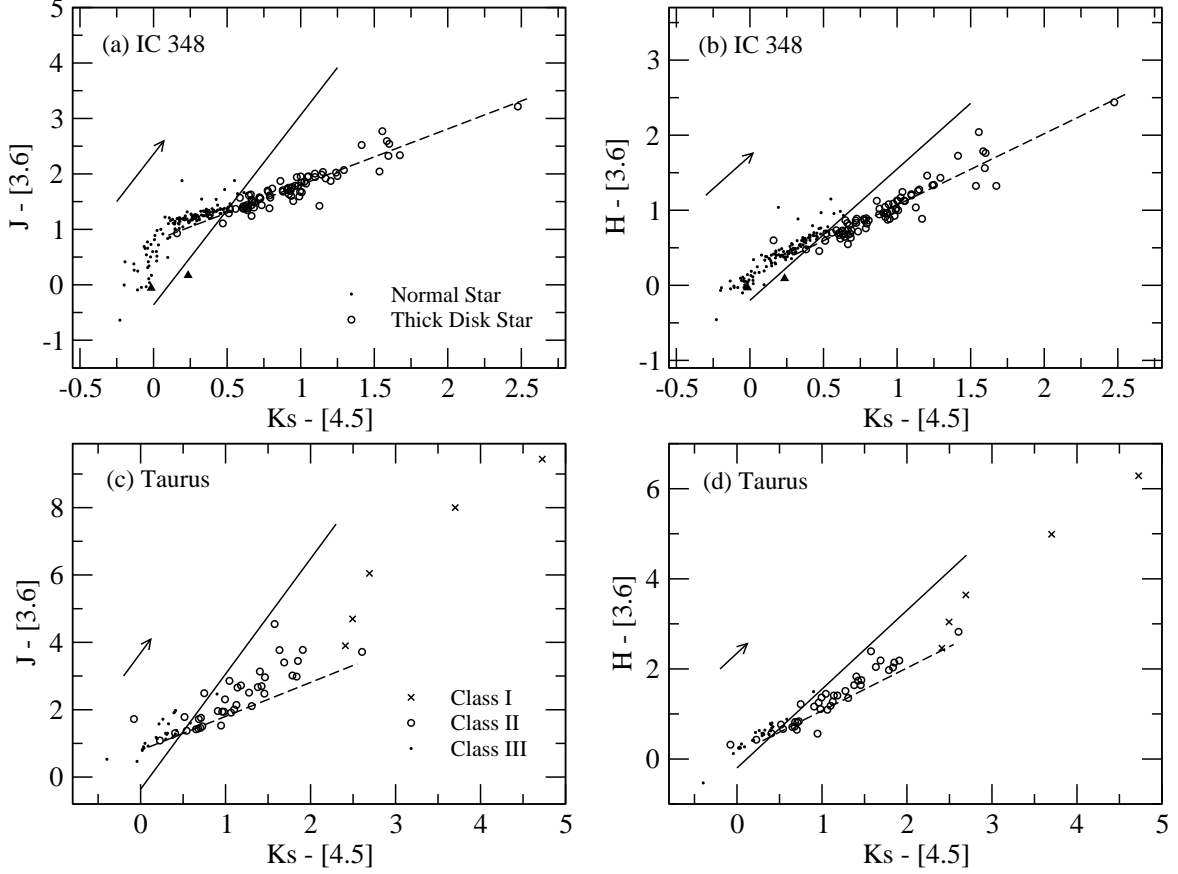 (a) IC 348
J - [3.6]
5
4
3
2
1
0
-1
Normal Star
Thick Disk Star
-0.5 0 0.5 1 1.5 2 2.5
Ks - [4.5]
(b) IC 348
H - [3.6]
3
2
1
0
-1
-0.5 0 0.5 1 1.5 2 2.5
Ks - [4.5]
(c) Taurus
J - [3.6]
8
6
4
2
0
Class I
Class II
Class III
0 1 2 3 4 5
Ks - [4.5]
(d) Taurus
H - [3.6]
6
4
2
0
0 1 2 3 4 5
Ks - [4.5]